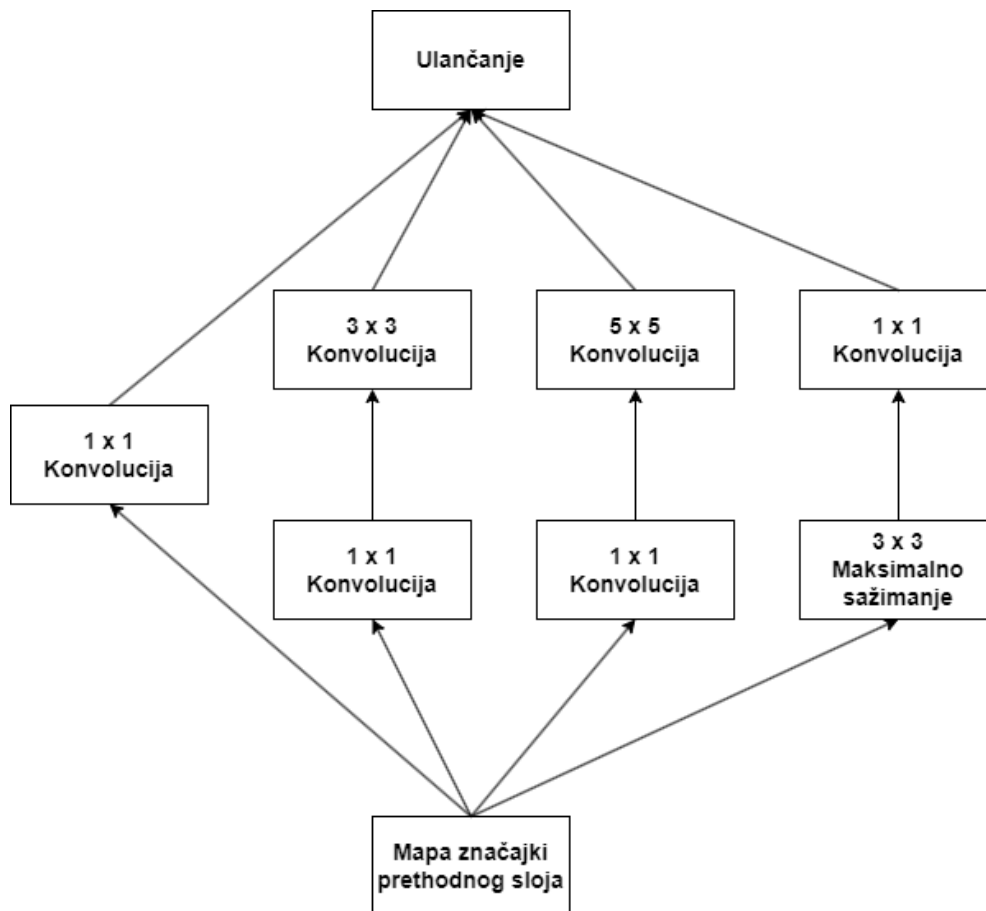 Ulančanje
3 x 3
Konvolucija
5 x 5
Konvolucija
1 x 1
Konvolucija
1 x 1
Konvolucija
1 x 1
Konvolucija
1 x 1
Konvolucija
3 x 3
Maksimalno
sažimanje
Mapa značajki
prethodnog sloja